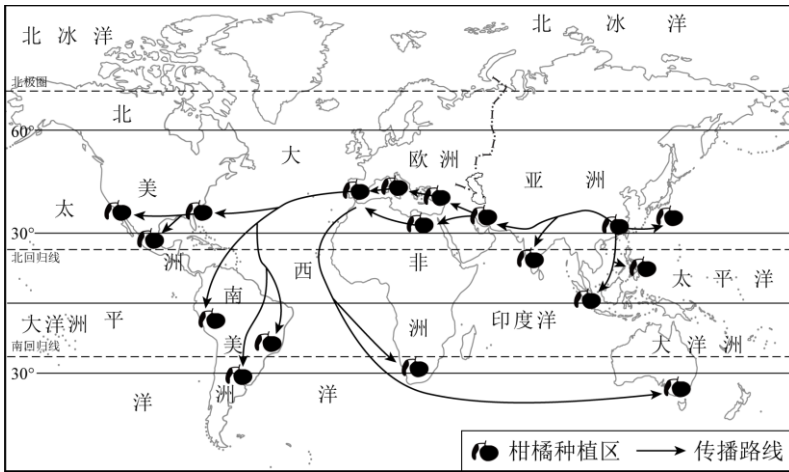 北冰洋
北冰洋
北极圈
北
60°
大
欧洲
亚洲
美
太
30°
北回归线
洲
西
非
太平洋
南
大洋洲
平
洲
印度洋
大洋洲
南回归线
美
30°
洲
洋
洋
柑橘种植区
传播路线